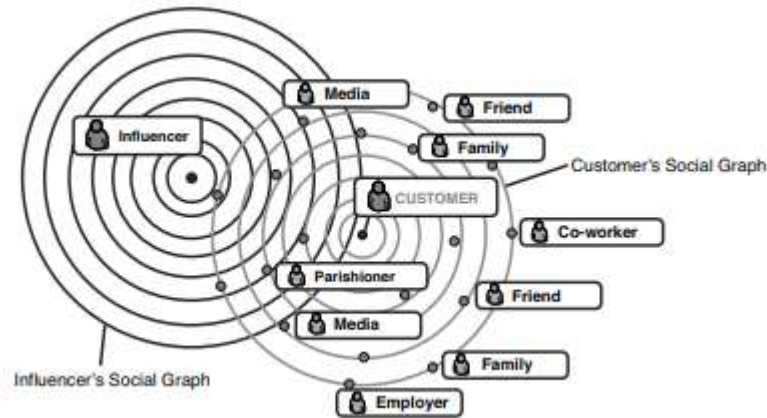 Media
Friend
Influencer
Family
Customer's Social Graph
CUSTOMER
Co-worker
Parishioner
Friend
Media
Family
Influencer's Social Graph
Employer